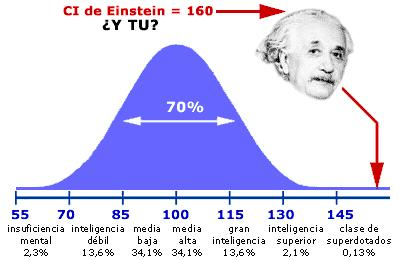 CI de Einstein = 160
¿Y TU?
70%
55 70 85 100 115 130 145
insuficiencia mental 2,3%
inteligencia débil 13,6%
media baja 34,1%
media alta 34,1%
gran inteligencia 13,6%
inteligencia superior 2,1%
clase de superdotados 0,13%